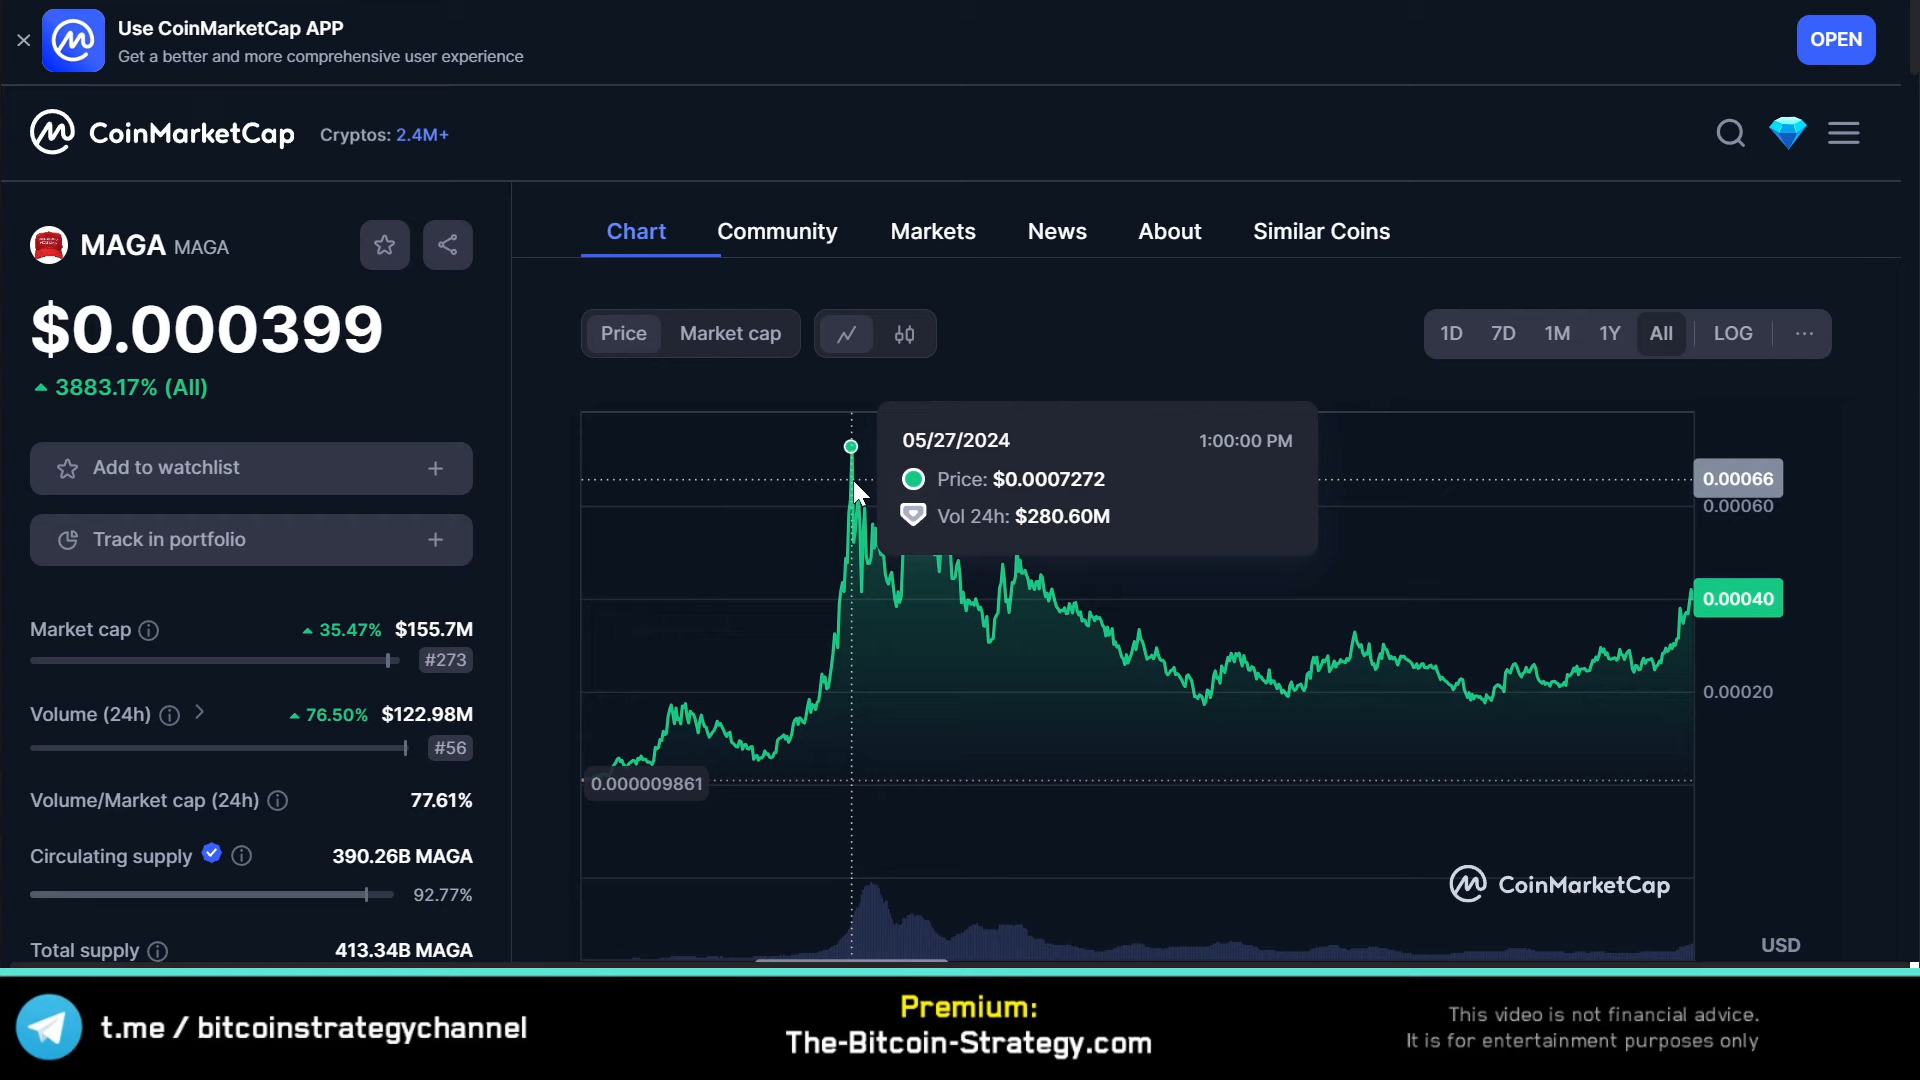 Use CoinMarketCap APP
Get a better and more comprehensive user experience
OPEN
CoinMarketCap
Cryptos: 2.4M+
MAGA MAGA
$0.000399
3883.17% (All)
Add to watchlist
Track in portfolio
Market cap 35.47% $155.7M
#273
Volume (24h) 76.50% $122.98M
#56
Volume/Market cap (24h) 77.61%
Circulating supply 390.26B MAGA
92.77%
Total supply 413.34B MAGA
Chart Community Markets News About Similar Coins
Price Market cap
1D 7D 1M 1Y All LOG ...
05/27/2024 1:00:00 PM
Price: $0.0007272
Vol 24h: $280.60M
0.00066
0.00060
0.00040
0.00020
0.000009861
CoinMarketCap
USD
t.me / bitcoinstrategychannel
Premium:
The-Bitcoin-Strategy.com
This video is not financial advice.
It is for entertainment purposes only